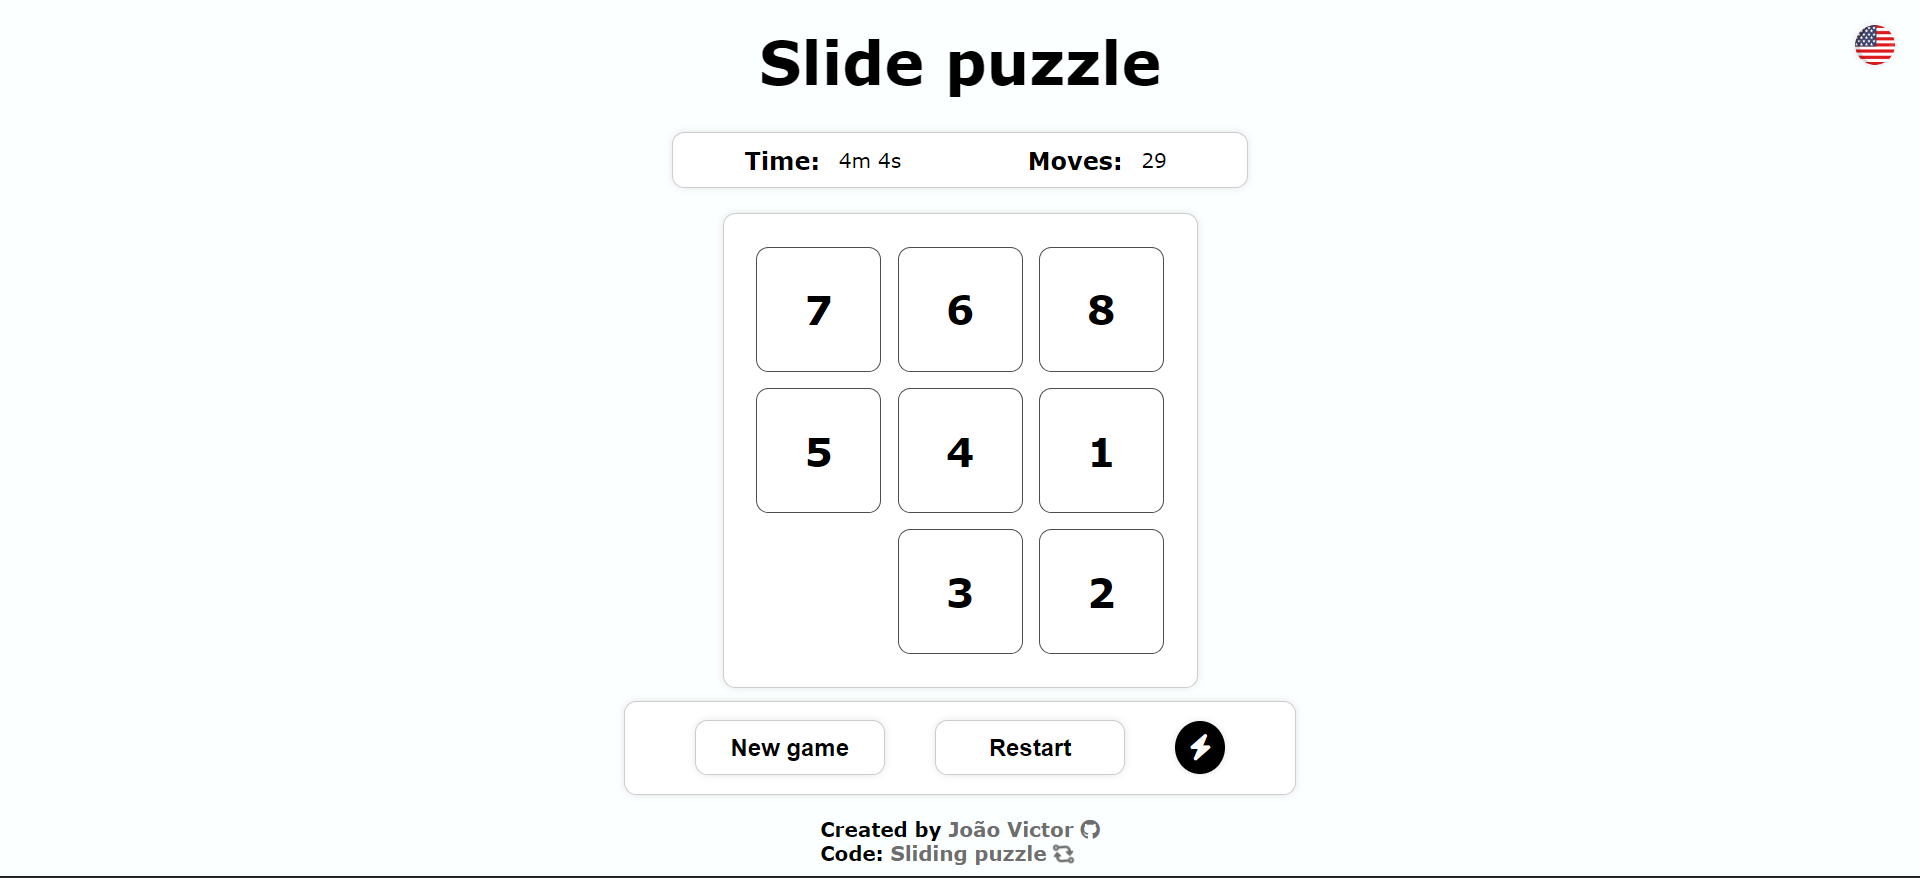 Slide puzzle
Time: 4m 4s Moves: 29
7 6 8
5 4 1
3 2
New game Restart
Created by João Victor
Code: Sliding puzzle